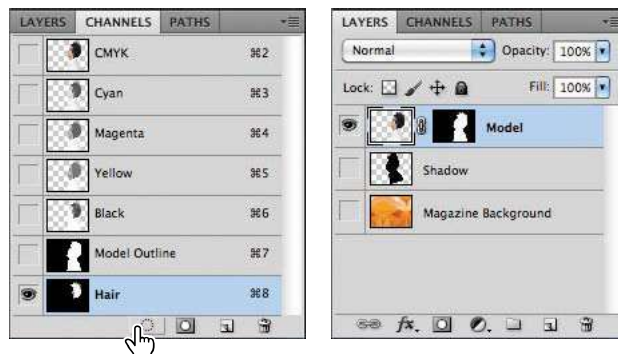 LAYERS CHANNELS PATHS
CMYK ⌘2
Cyan ⌘3
Magenta ⌘4
Yellow ⌘5
Black ⌘6
Model Outline ⌘7
Hair ⌘8
LAYERS CHANNELS PATHS
Normal Opacity: 100%
Lock: Fill: 100%
Model
Shadow
Magazine Background
fx.